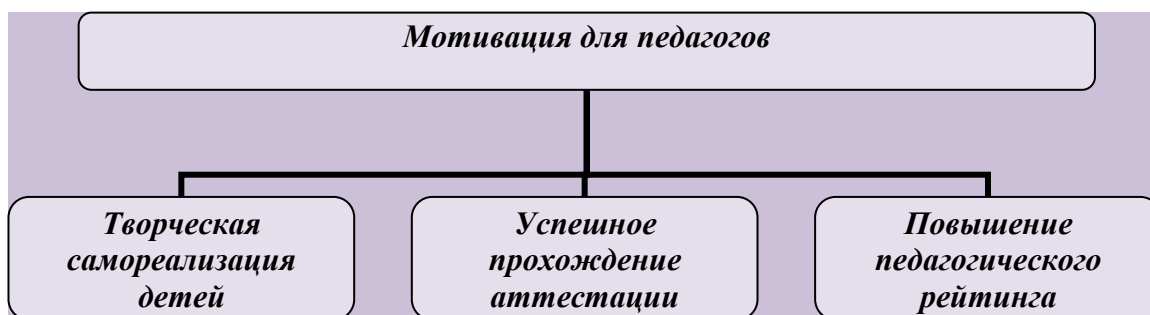 Мотивация для педагогов
Творческая
самореализация
детей
Успешное
прохождение
аттестации
Повышение
педагогического
рейтинга